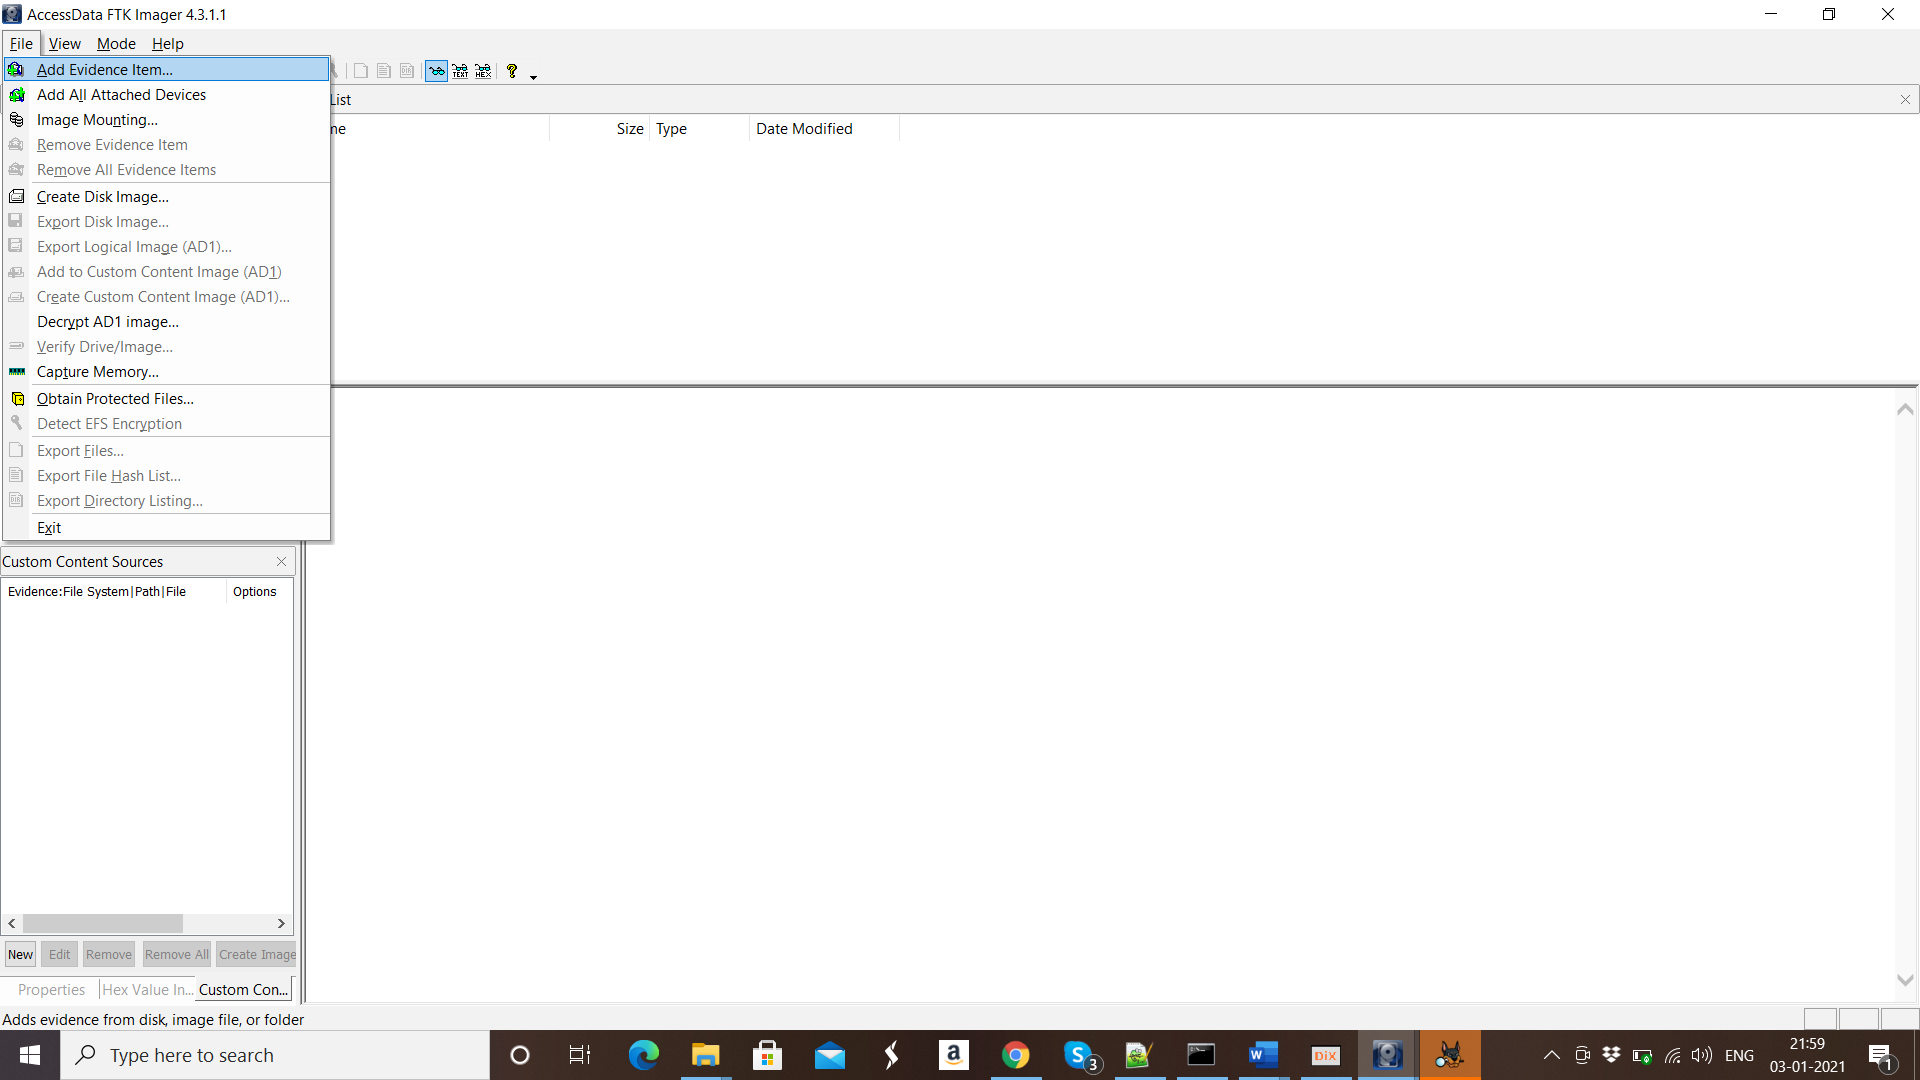 AccessData FTK Imager 4.3.1.1
File View Mode Help
Add Evidence Item...
Add All Attached Devices
Image Mounting...
Remove Evidence Item
Remove All Evidence Items
Create Disk Image...
Export Disk Image...
Export Logical Image (AD1)...
Add to Custom Content Image (AD1)
Create Custom Content Image (AD1)...
Decrypt AD1 image...
Verify Drive/Image...
Capture Memory...
Obtain Protected Files...
Detect EFS Encryption
Export Files...
Export File Hash List...
Export Directory Listing...
Exit
TEXT HEX
List
me Size Type Date Modified
Custom Content Sources
Evidence:File System|Path|File Options
New Edit Remove Remove All Create Image
Properties Hex Value In... Custom Con...
Adds evidence from disk, image file, or folder
Type here to search
a
S 3
W
DiX
ENG
21:59
03-01-2021
1